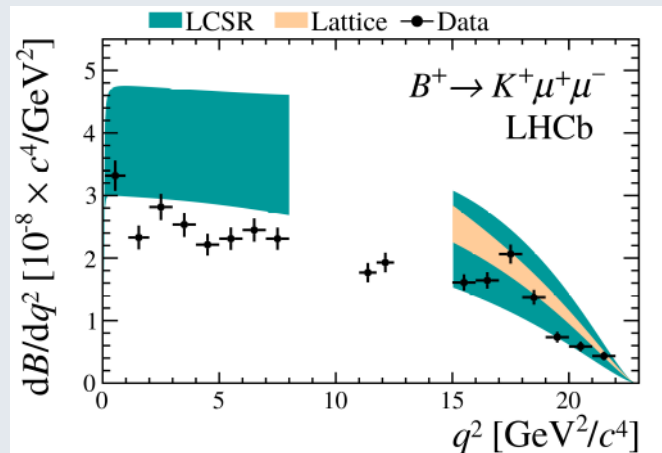 LCSR Lattice Data
B⁺ → K⁺μ⁺μ⁻
LHCb
dB/dq² [10⁻⁸ × c⁴/GeV²]
5
4
3
2
1
0
0 5 10 15 20
q² [GeV²/c⁴]